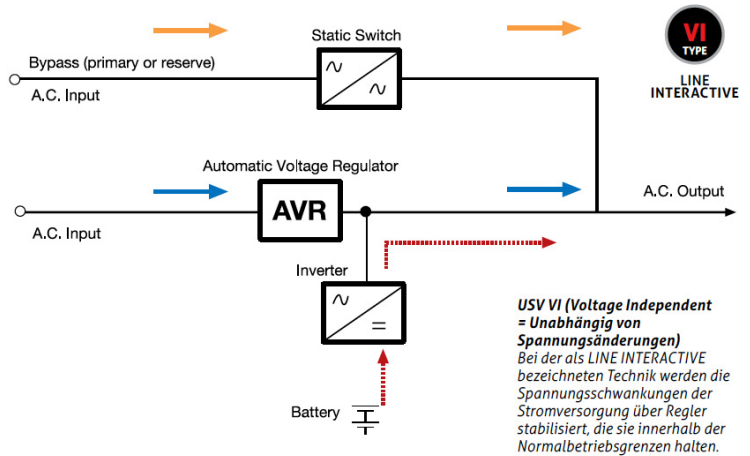 Static Switch
VI
TYPE
LINE
INTERACTIVE
Bypass (primary or reserve)
A.C. Input
Automatic Voltage Regulator
AVR
A.C. Output
A.C. Input
Inverter
Battery
USV VI (Voltage Independent
= Unabhängig von
Spannungsänderungen)
Bei der als LINE INTERACTIVE
bezeichneten Technik werden die
Spannungsschwankungen der
Stromversorgung über Regler
stabilisiert, die sie innerhalb der
Normalbetriebsgrenzen halten.